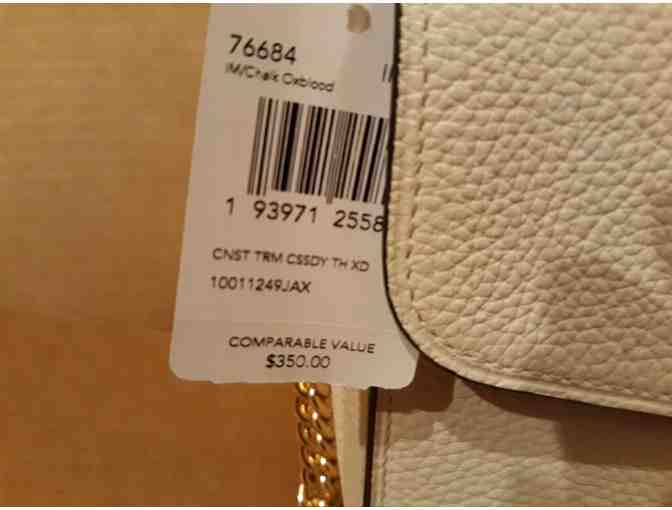 76684
IM/Chalk Oxblood
1 93971 2558
CNST TRM CSSDY TH XD
10011249JAX
COMPARABLE VALUE
$350.00